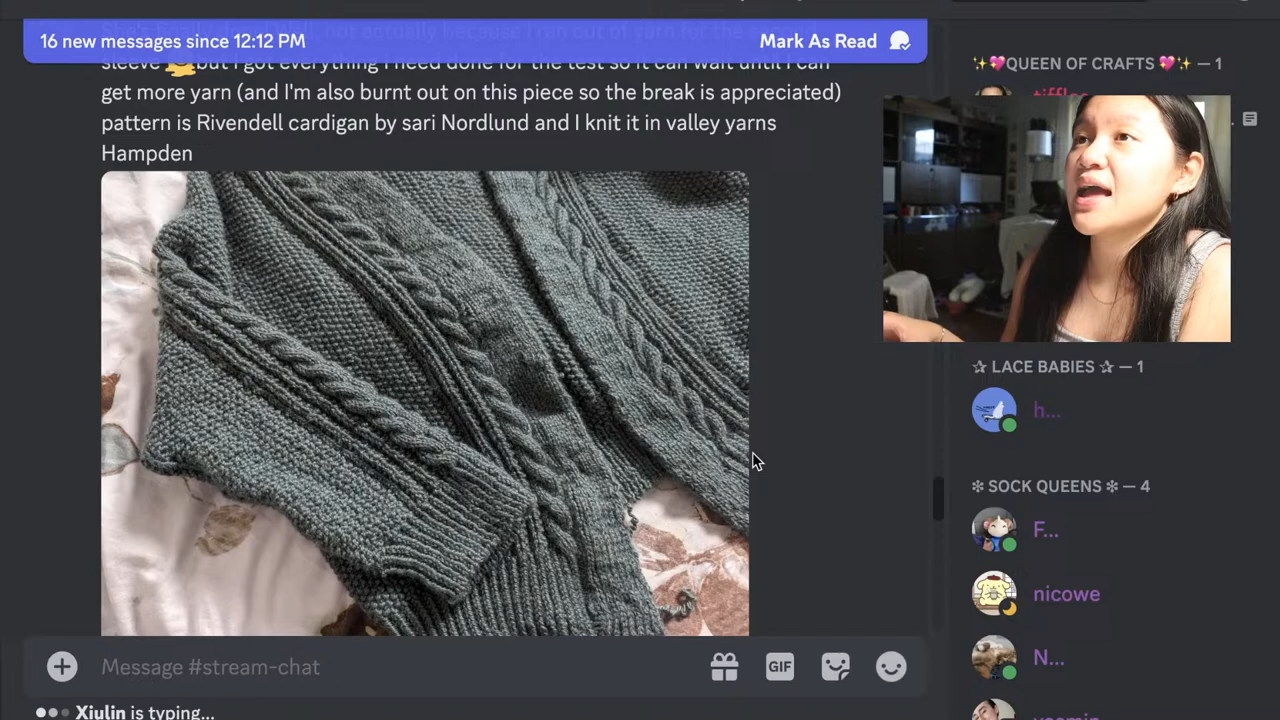 16 new messages since 12:12 PM
Mark As Read
sleeve 🫠 but I got everything I need done for the test so it can wait until I can
get more yarn (and I'm also burnt out on this piece so the break is appreciated)
pattern is Rivendell cardigan by sari Nordlund and I knit it in valley yarns
Hampden
Message #stream-chat
GIF
Xiulin is typing...
✨💖QUEEN OF CRAFTS 💖✨ — 1
tiffles
✰ LACE BABIES ✰ — 1
h...
❇ SOCK QUEENS ❇ — 4
F...
nicowe
N...